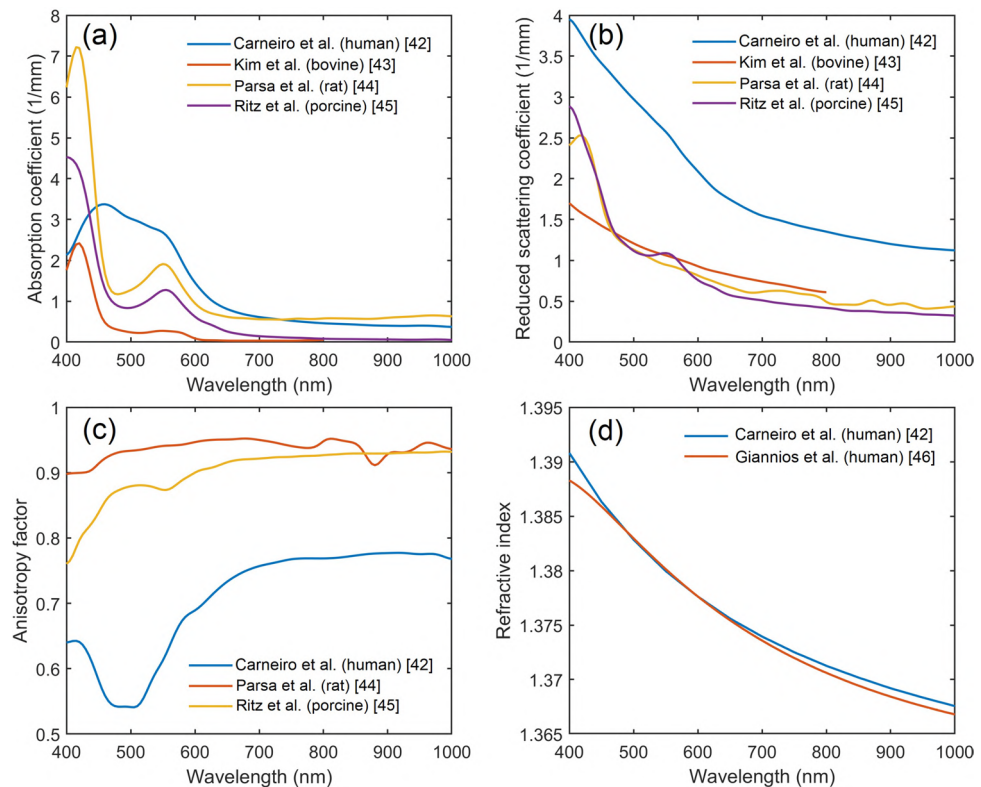 (a)
Absorption coefficient (1/mm)
8
7
6
5
4
3
2
1
0
Carneiro et al. (human) [42]
Kim et al. (bovine) [43]
Parsa et al. (rat) [44]
Ritz et al. (porcine) [45]
400 500 600 700 800 900 1000
Wavelength (nm)
(b)
Reduced scattering coefficient (1/mm)
4
3.5
3
2.5
2
1.5
1
0.5
0
Carneiro et al. (human) [42]
Kim et al. (bovine) [43]
Parsa et al. (rat) [44]
Ritz et al. (porcine) [45]
400 500 600 700 800 900 1000
Wavelength (nm)
(c)
Anisotropy factor
1
0.9
0.8
0.7
0.6
0.5
Carneiro et al. (human) [42]
Parsa et al. (rat) [44]
Ritz et al. (porcine) [45]
400 500 600 700 800 900 1000
Wavelength (nm)
(d)
Refractive index
1.395
1.39
1.385
1.38
1.375
1.37
1.365
Carneiro et al. (human) [42]
Giannios et al. (human) [46]
400 500 600 700 800 900 1000
Wavelength (nm)